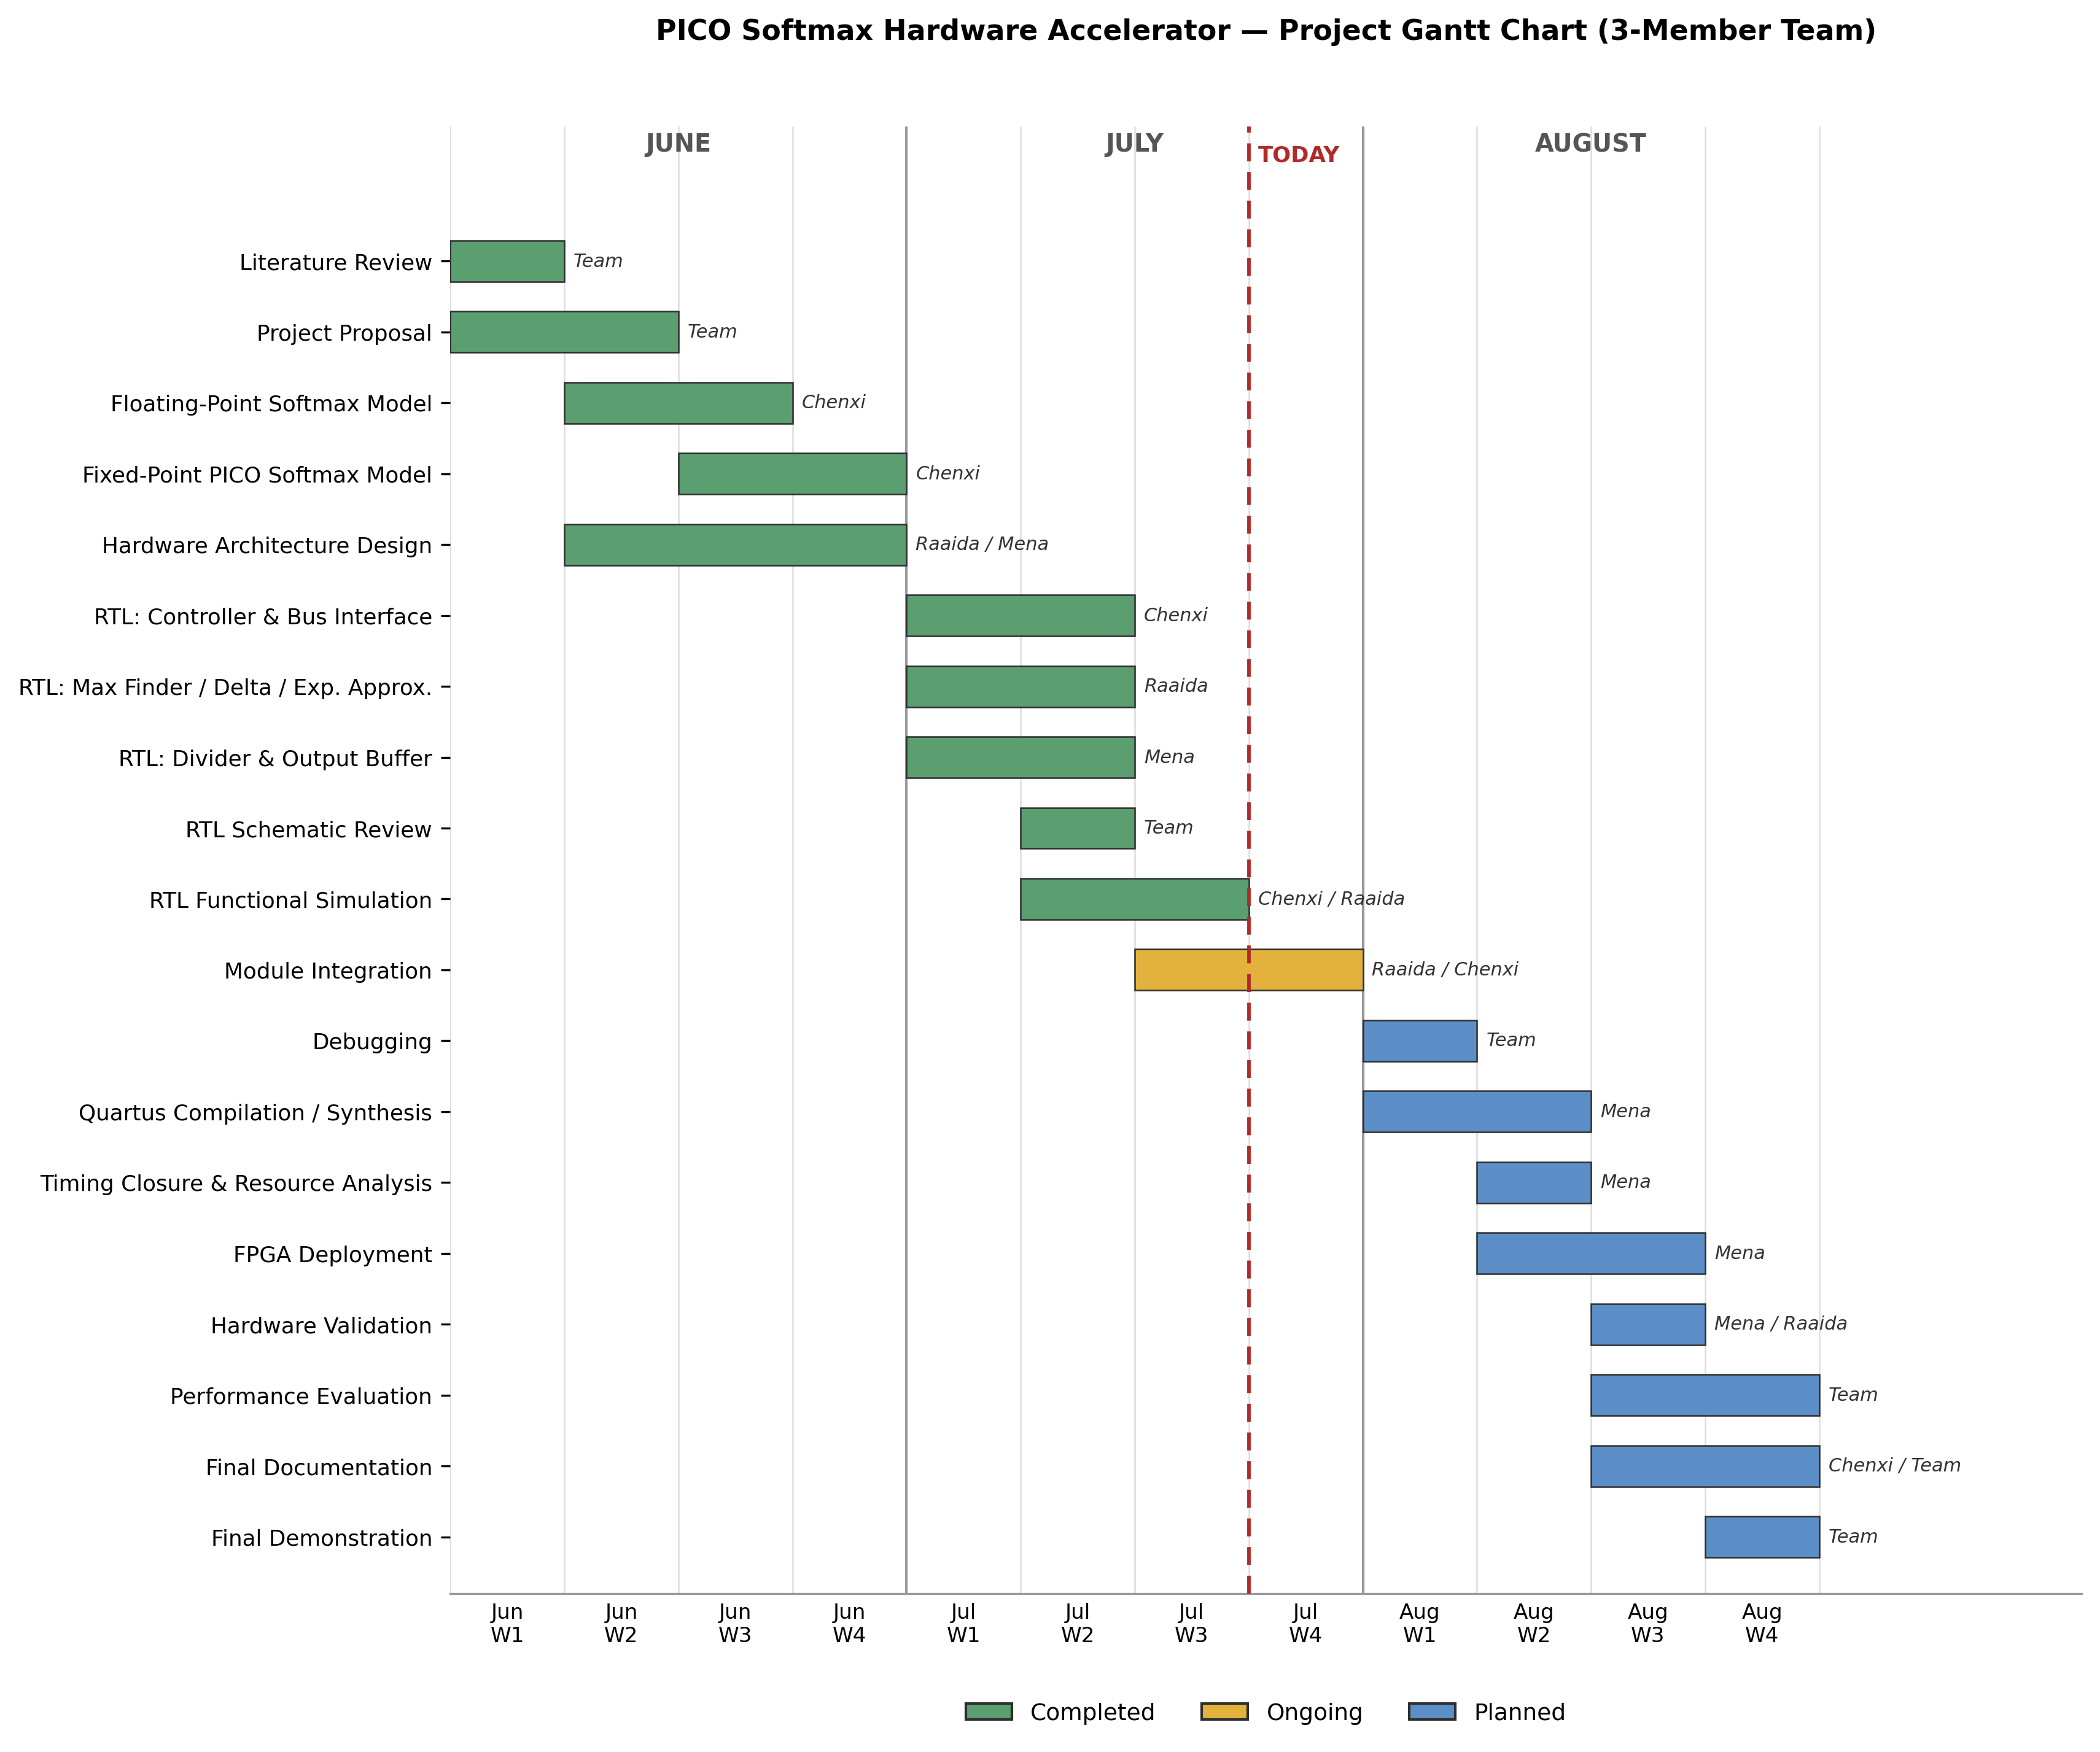 PICO Softmax Hardware Accelerator — Project Gantt Chart (3-Member Team)
JUNE
JULY
TODAY
AUGUST
Literature Review
Team
Project Proposal
Team
Floating-Point Softmax Model
Chenxi
Fixed-Point PICO Softmax Model
Chenxi
Hardware Architecture Design
Raaida / Mena
RTL: Controller & Bus Interface
Chenxi
RTL: Max Finder / Delta / Exp. Approx.
Raaida
RTL: Divider & Output Buffer
Mena
RTL Schematic Review
Team
RTL Functional Simulation
Chenxi / Raaida
Module Integration
Raaida / Chenxi
Debugging
Team
Quartus Compilation / Synthesis
Mena
Timing Closure & Resource Analysis
Mena
FPGA Deployment
Mena
Hardware Validation
Mena / Raaida
Performance Evaluation
Team
Final Documentation
Chenxi / Team
Final Demonstration
Team
Jun W1
Jun W2
Jun W3
Jun W4
Jul W1
Jul W2
Jul W3
Jul W4
Aug W1
Aug W2
Aug W3
Aug W4
Completed
Ongoing
Planned